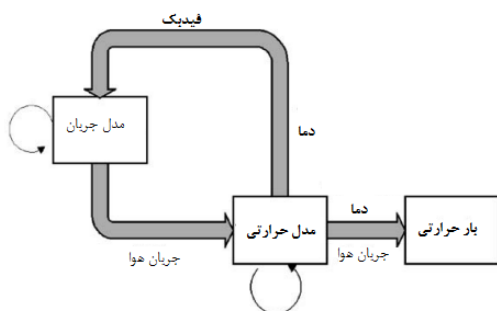 فیدبک
مدل جریان
دما
دما
مدل حرارتی
بار حرارتی
جریان هوا
جریان هوا